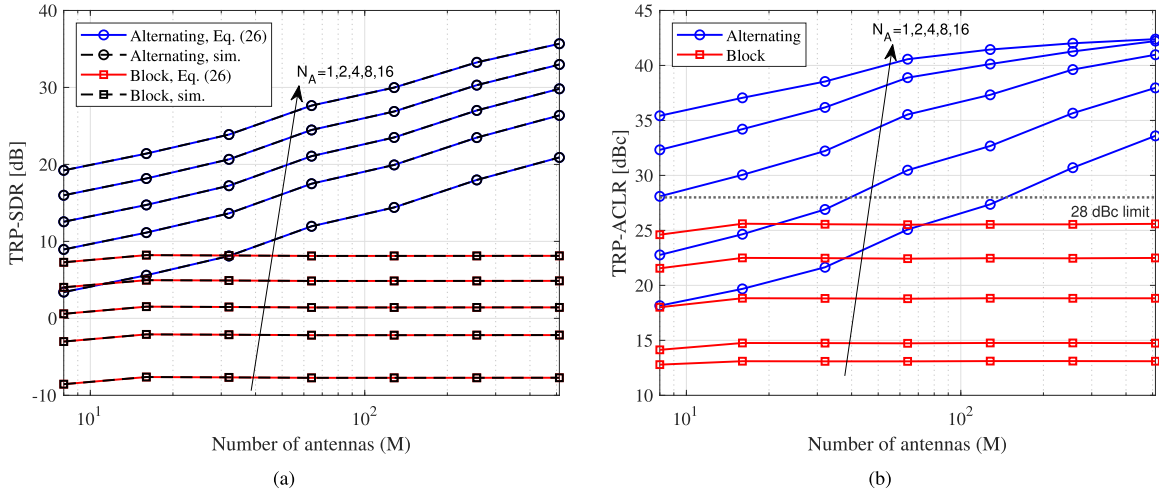 Alternating, Eq. (26)
Alternating, sim.
Block, Eq. (26)
Block, sim.
N_A=1,2,4,8,16
40
30
20
10
0
-10
TRP-SDR [dB]
10^1
10^2
Number of antennas (M)
(a)
Alternating
Block
N_A=1,2,4,8,16
28 dBc limit
45
40
35
30
25
20
15
10
TRP-ACLR [dBc]
10^1
10^2
Number of antennas (M)
(b)